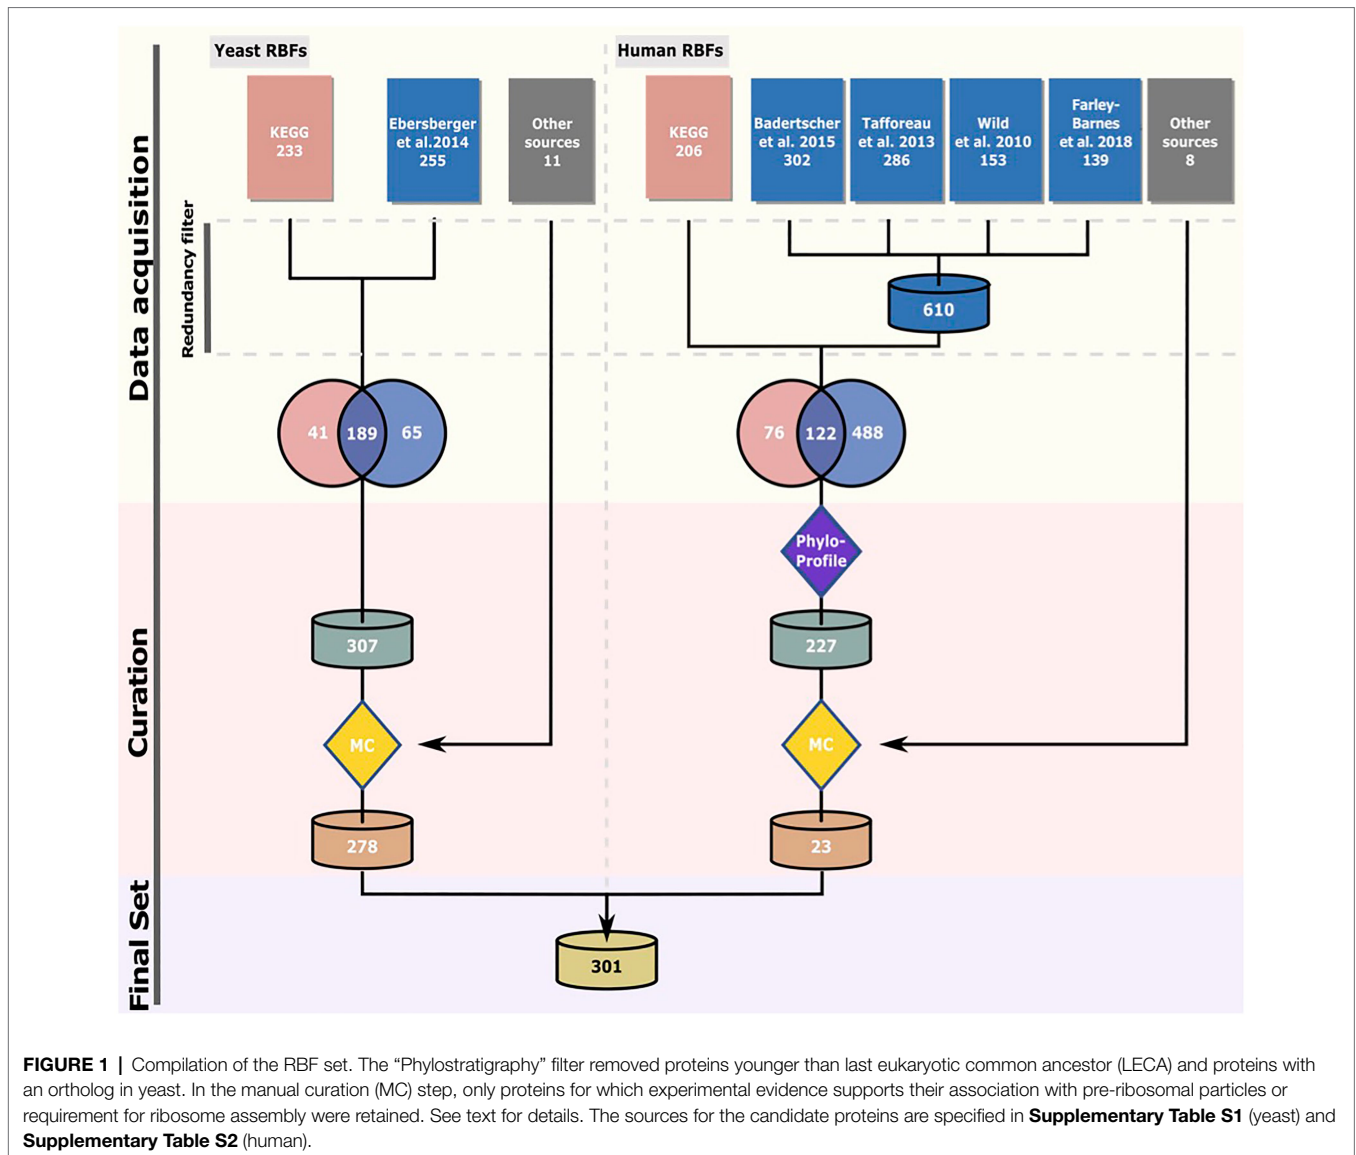 Yeast RBFs
Human RBFs
KEGG
233
Ebersberger
et al.2014
255
Other
sources
11
KEGG
206
Badertscher
et al. 2015
302
Tafforeau
et al. 2013
286
Wild
et al. 2010
153
Farley-
Barnes
et al. 2018
139
Other
sources
8
Data acquisition
Redundancy filter
610
41
189
65
76
122
488
Curation
Phylo-
Profile
307
227
MC
MC
278
23
Final Set
301
FIGURE 1 | Compilation of the RBF set. The “Phylostratigraphy” filter removed proteins younger than last eukaryotic common ancestor (LECA) and proteins with
an ortholog in yeast. In the manual curation (MC) step, only proteins for which experimental evidence supports their association with pre-ribosomal particles or
requirement for ribosome assembly were retained. See text for details. The sources for the candidate proteins are specified in Supplementary Table S1 (yeast) and
Supplementary Table S2 (human).